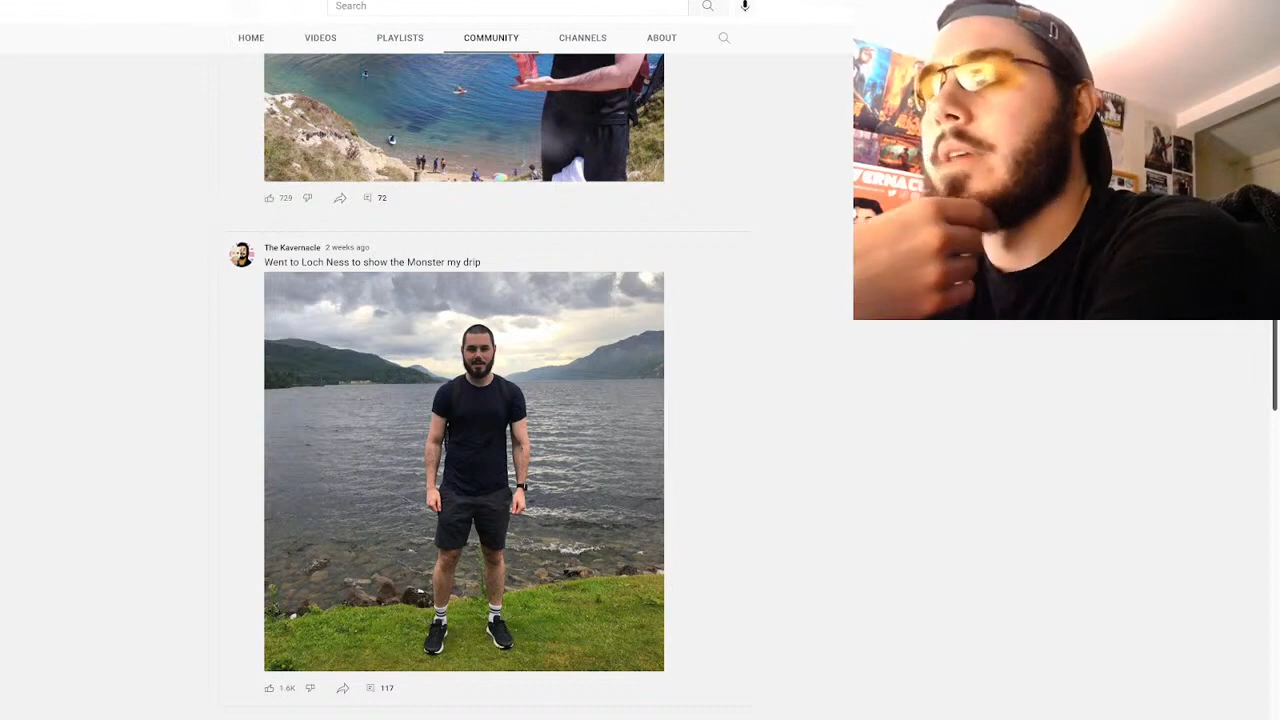 Search
HOME VIDEOS PLAYLISTS COMMUNITY CHANNELS ABOUT
729 72
The Kavernacle 2 weeks ago
Went to Loch Ness to show the Monster my drip
1.6K 117